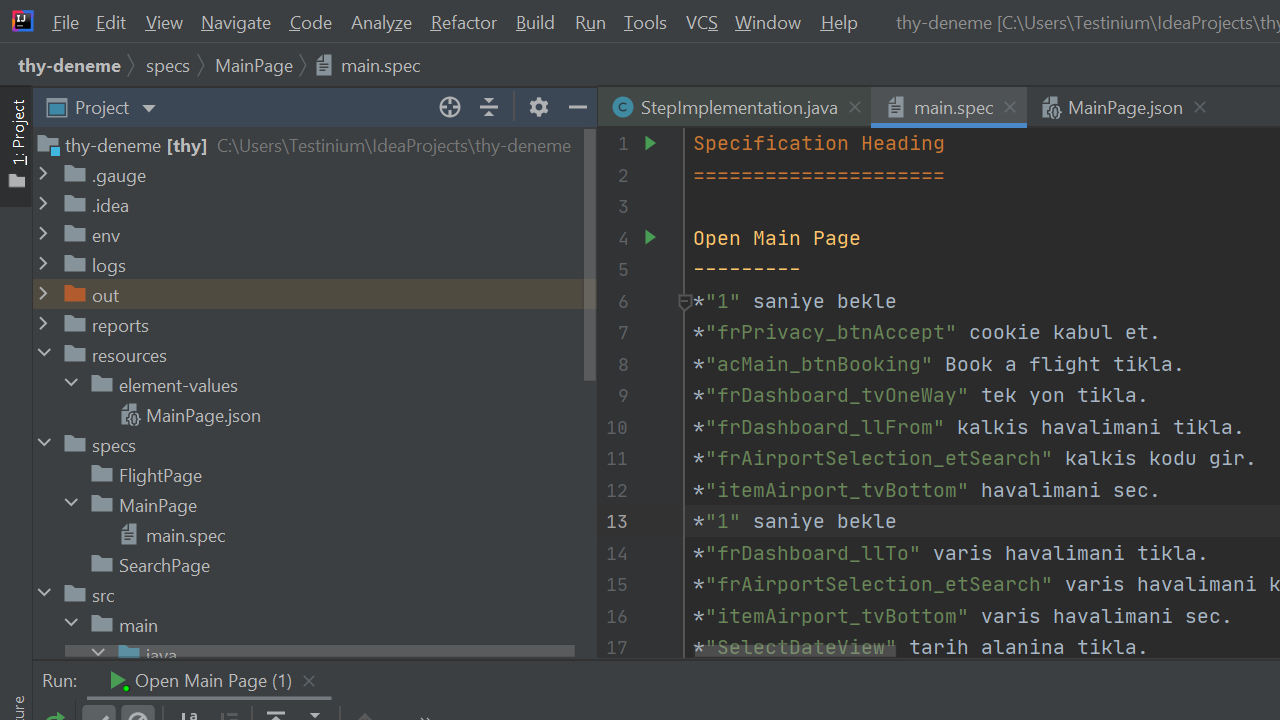 File Edit View Navigate Code Analyze Refactor Build Run Tools VCS Window Help thy-deneme [C:\Users\Testinium\IdeaProjects\thy
thy-deneme specs MainPage main.spec
1: Project
Project
thy-deneme [thy] C:\Users\Testinium\IdeaProjects\thy-deneme
.gauge
.idea
env
logs
out
reports
resources
element-values
MainPage.json
specs
FlightPage
MainPage
main.spec
SearchPage
src
main
java
StepImplementation.java main.spec MainPage.json
1 Specification Heading
2 =====================
3
4 Open Main Page
5 ---------
6 *"1" saniye bekle
7 *"frPrivacy_btnAccept" cookie kabul et.
8 *"acMain_btnBooking" Book a flight tikla.
9 *"frDashboard_tvOneWay" tek yon tikla.
10 *"frDashboard_llFrom" kalkis havalimani tikla.
11 *"frAirportSelection_etSearch" kalkis kodu gir.
12 *"itemAirport_tvBottom" havalimani sec.
13 *"1" saniye bekle
14 *"frDashboard_llTo" varis havalimani tikla.
15 *"frAirportSelection_etSearch" varis havalimani k
16 *"itemAirport_tvBottom" varis havalimani sec.
17 *"SelectDateView" tarih alanina tikla.
Run: Open Main Page (1)